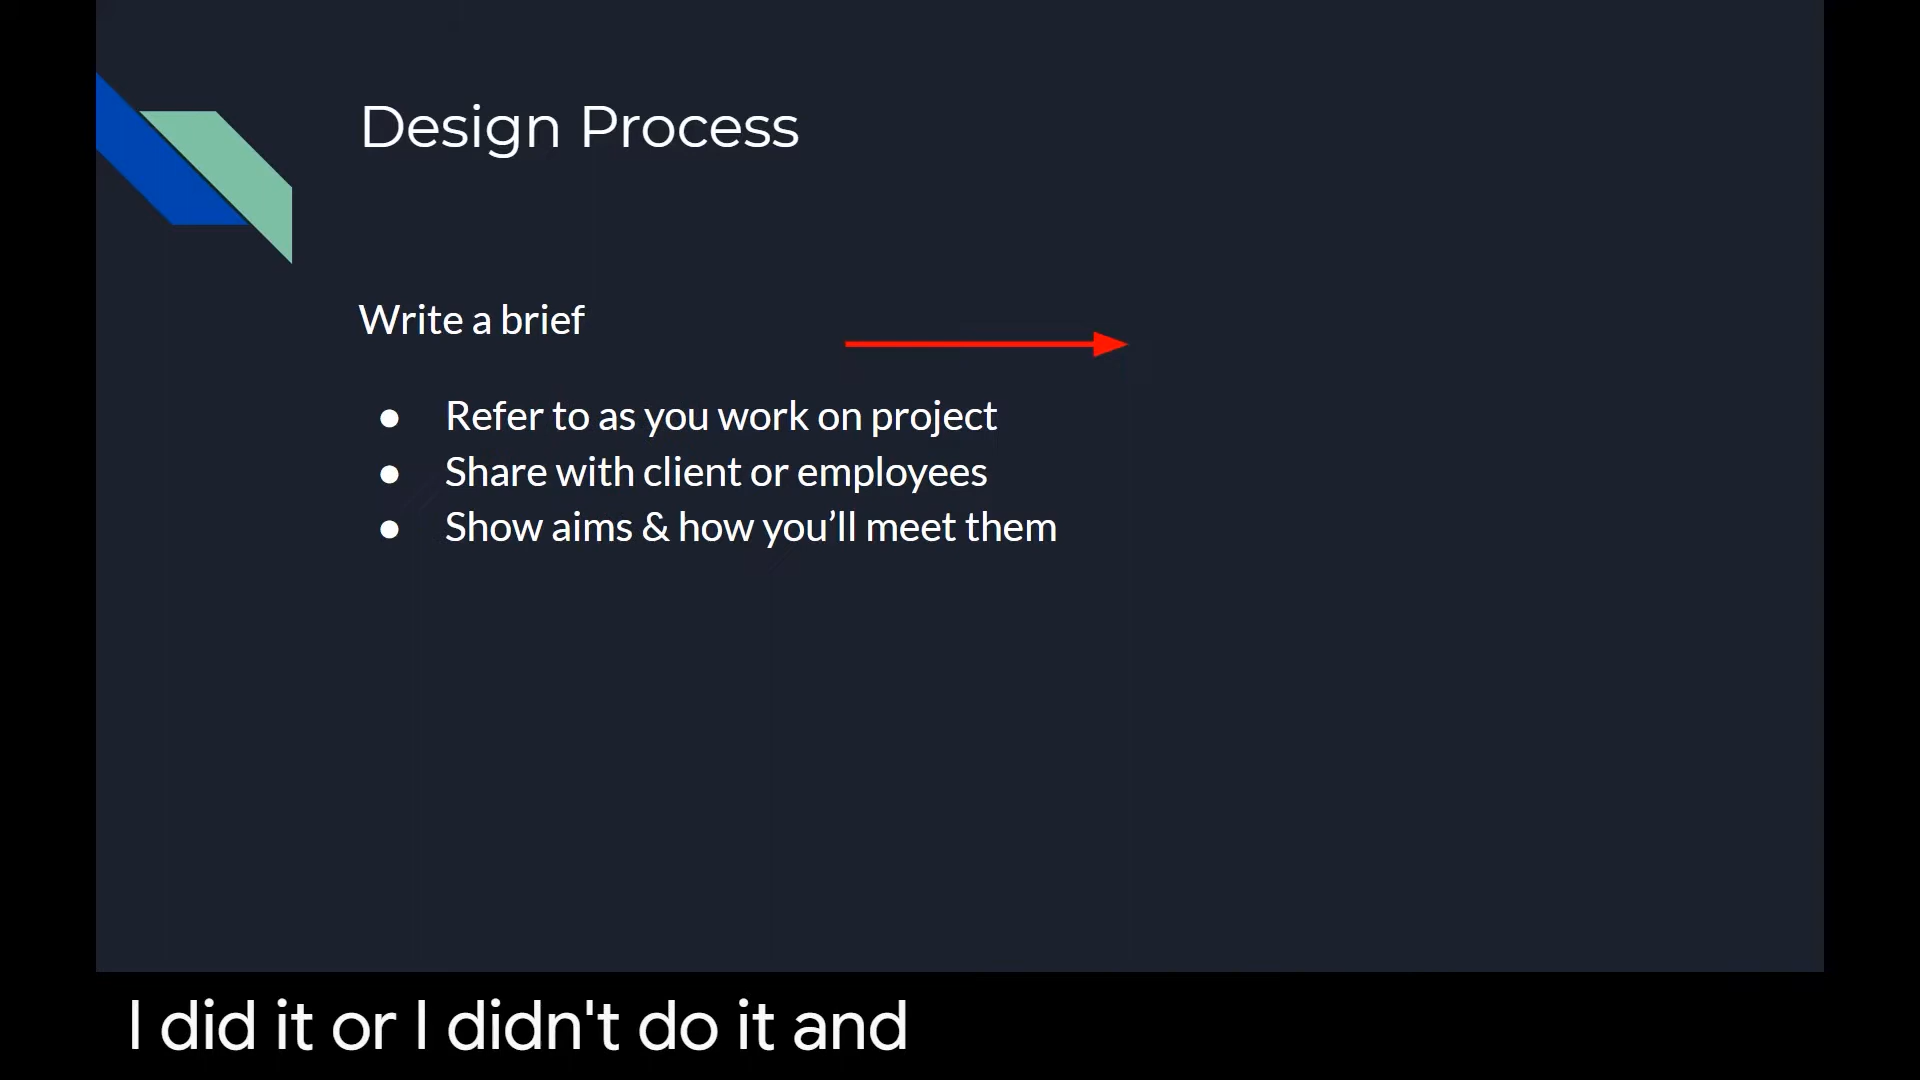 Design Process
Write a brief
● Refer to as you work on project
● Share with client or employees
● Show aims & how you’ll meet them
I did it or I didn't do it and